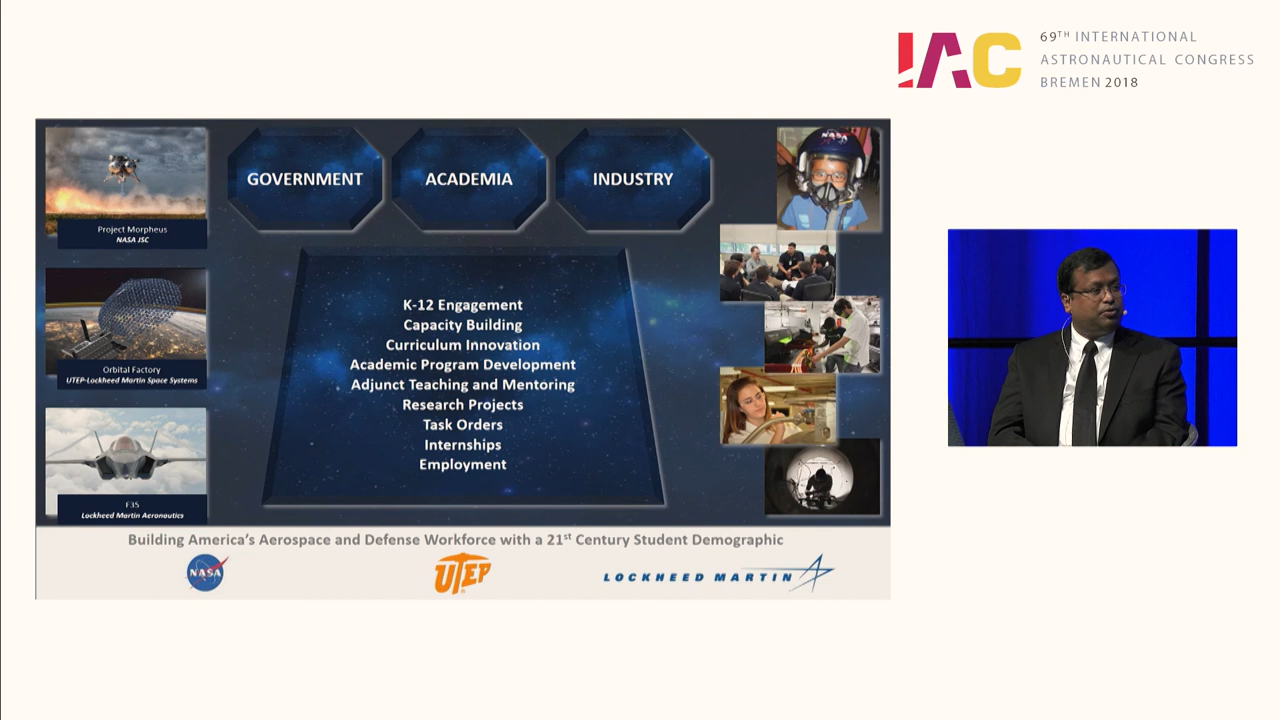 IAC
69TH INTERNATIONAL
ASTRONAUTICAL CONGRESS
BREMEN 2018
GOVERNMENT
ACADEMIA
INDUSTRY
NASA
Project Morpheus
NASA JSC
K-12 Engagement
Capacity Building
Curriculum Innovation
Academic Program Development
Adjunct Teaching and Mentoring
Research Projects
Task Orders
Internships
Employment
Orbital Factory
UTEP-Lockheed Martin Space Systems
F35
Lockheed Martin Aeronautics
Building America's Aerospace and Defense Workforce with a 21st Century Student Demographic
NASA
UTEP
LOCKHEED MARTIN